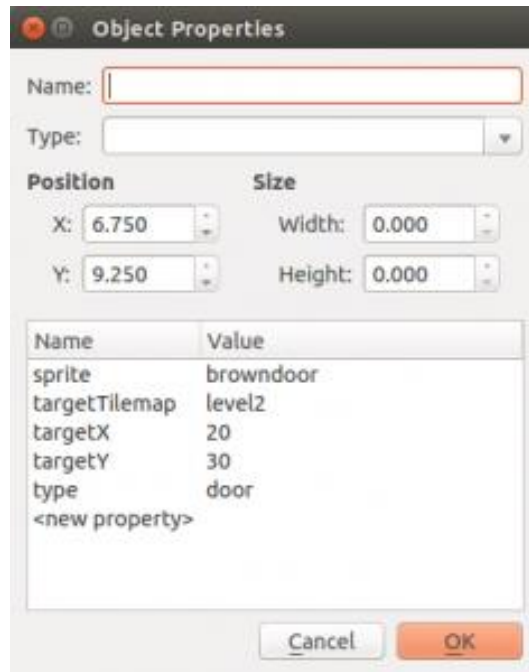 Object Properties
Name:
Type:
Position Size
X: 6.750 Width: 0.000
Y: 9.250 Height: 0.000
Name Value
sprite browndoor
targetTilemap level2
targetX 20
targetY 30
type door
<new property>
Cancel OK